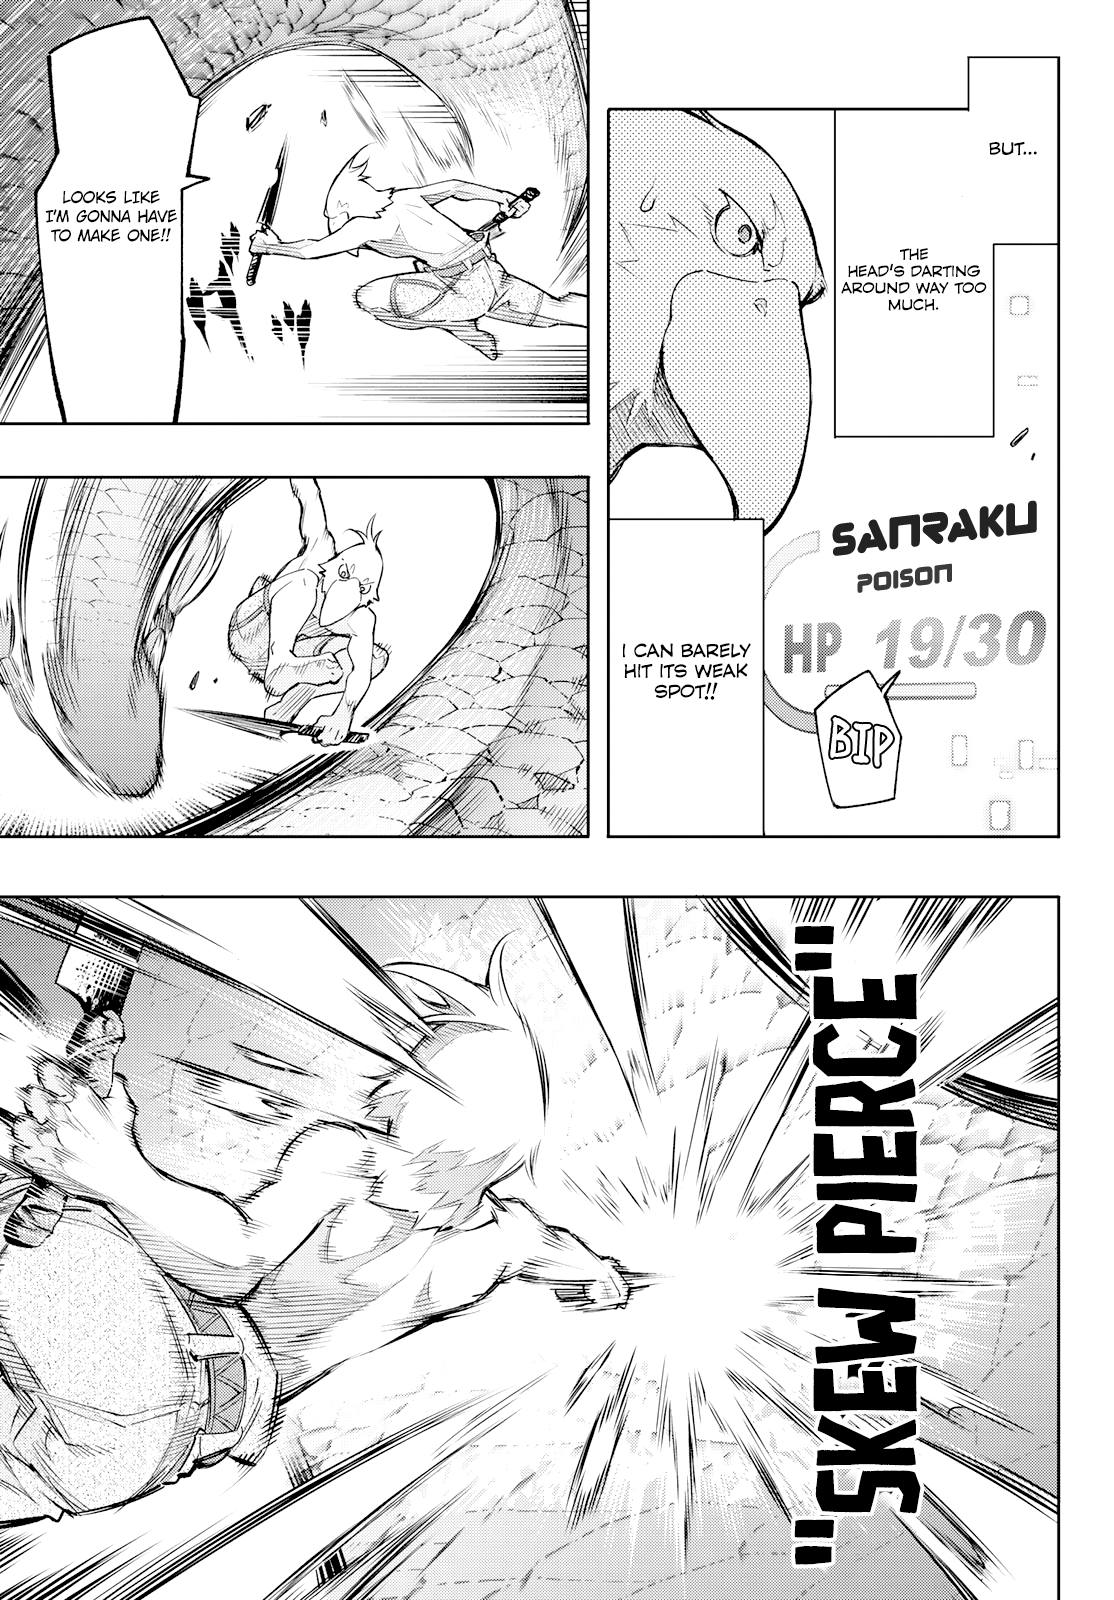 BUT...
THE
HEAD'S DARTING
AROUND WAY TOO
MUCH.
SANRAKU
POISON
HP 19/30
BIP
I CAN BARELY
HIT ITS WEAK
SPOT!!
LOOKS LIKE
I'M GONNA HAVE
TO MAKE ONE!!
"SKEW PIERCE"